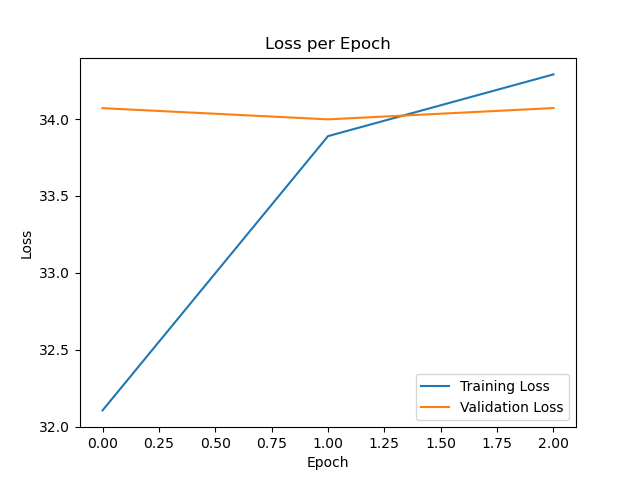 Loss per Epoch
Loss
34.0
33.5
33.0
32.5
32.0
Training Loss
Validation Loss
0.00 0.25 0.50 0.75 1.00 1.25 1.50 1.75 2.00
Epoch